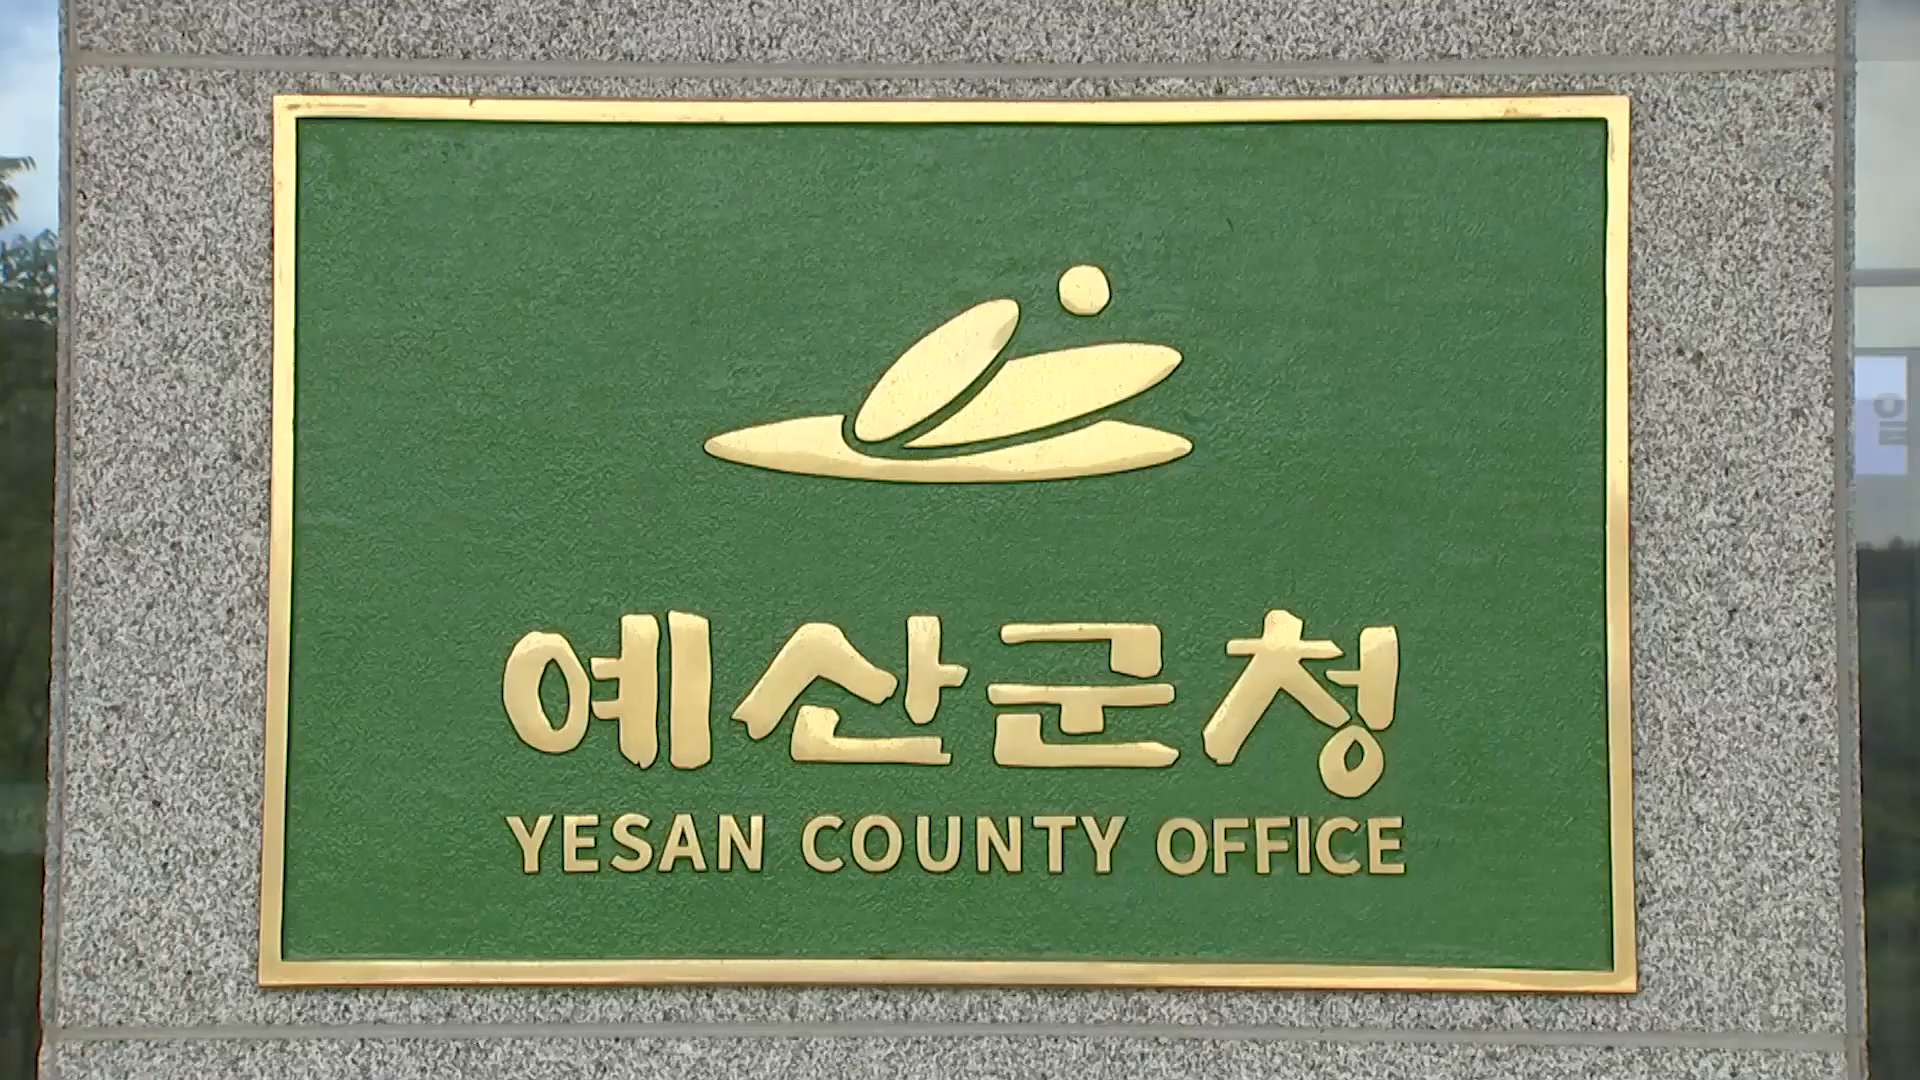 예산군청
YESAN COUNTY OFFICE